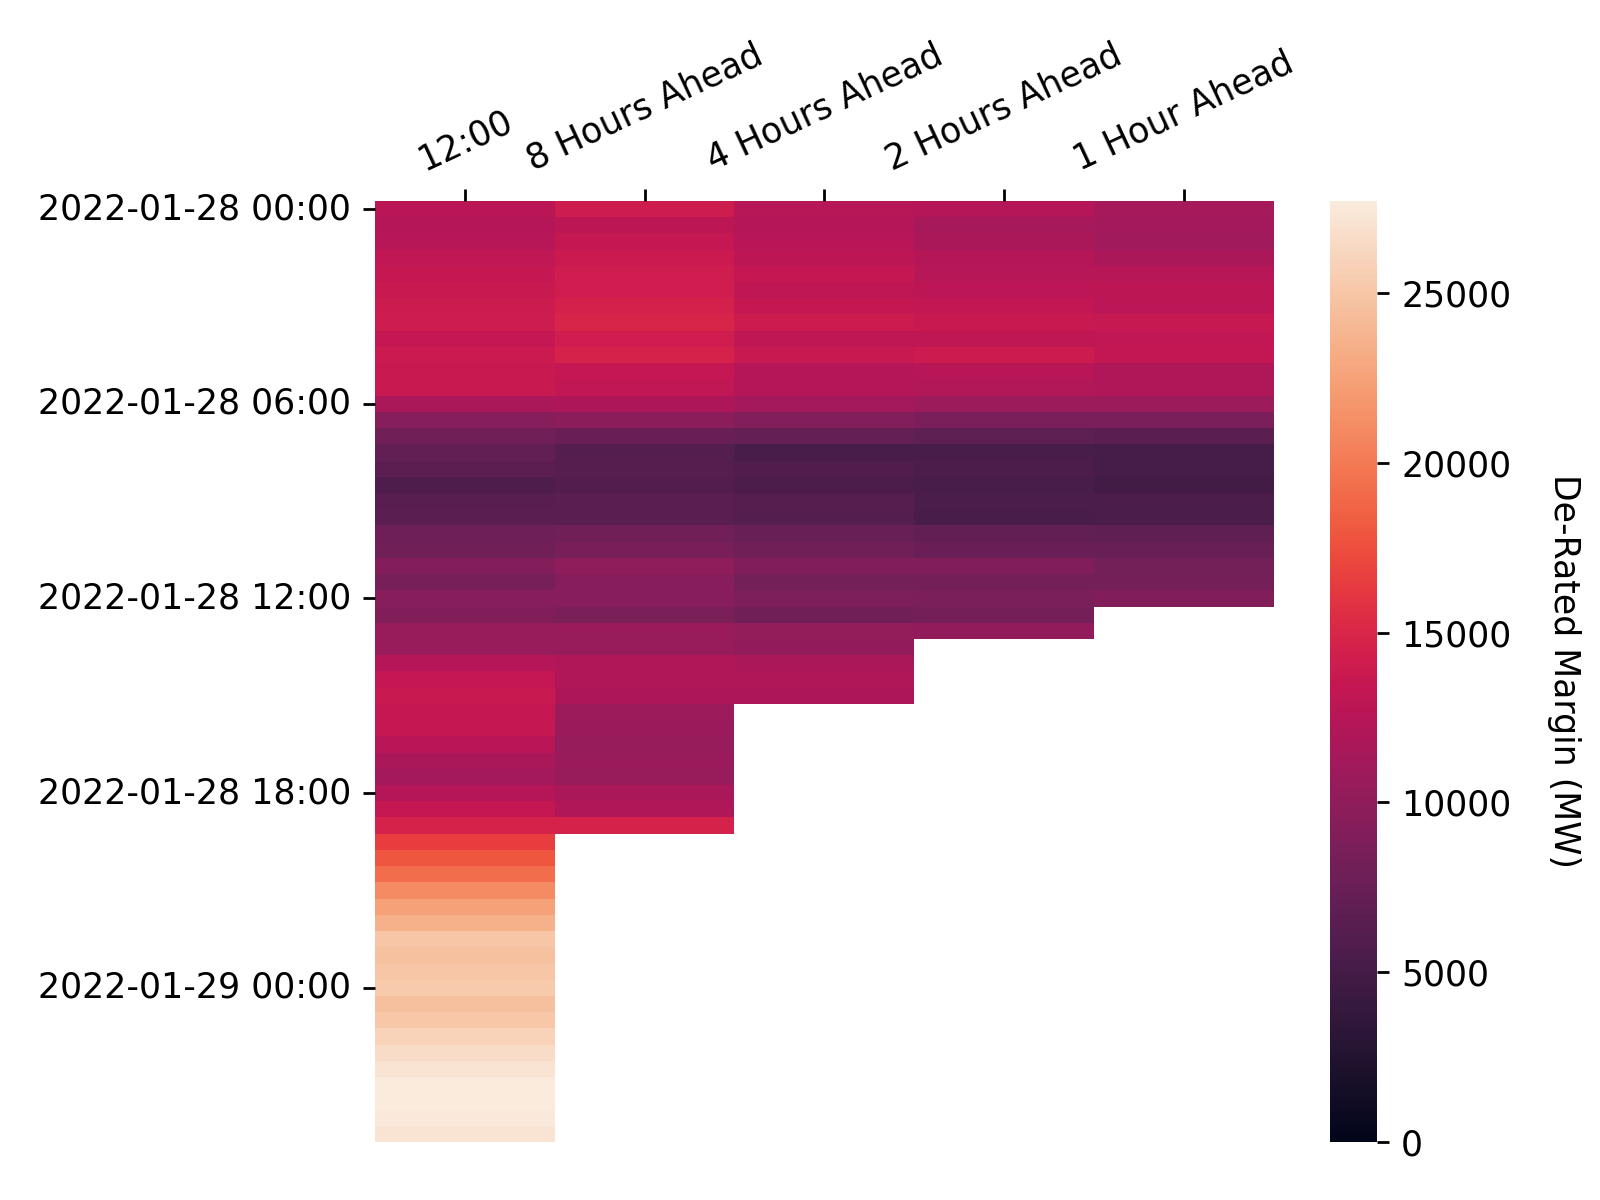 12:00
8 Hours Ahead
4 Hours Ahead
2 Hours Ahead
1 Hour Ahead
2022-01-28 00:00
2022-01-28 06:00
2022-01-28 12:00
2022-01-28 18:00
2022-01-29 00:00
25000
20000
15000
10000
5000
0
De-Rated Margin (MW)